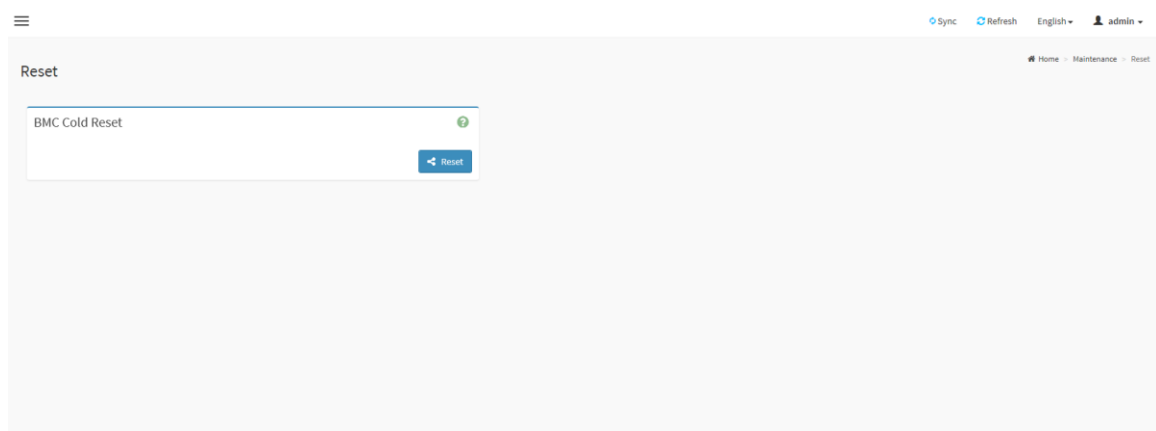 Sync Refresh English admin
Home > Maintenance > Reset
Reset
BMC Cold Reset
Reset